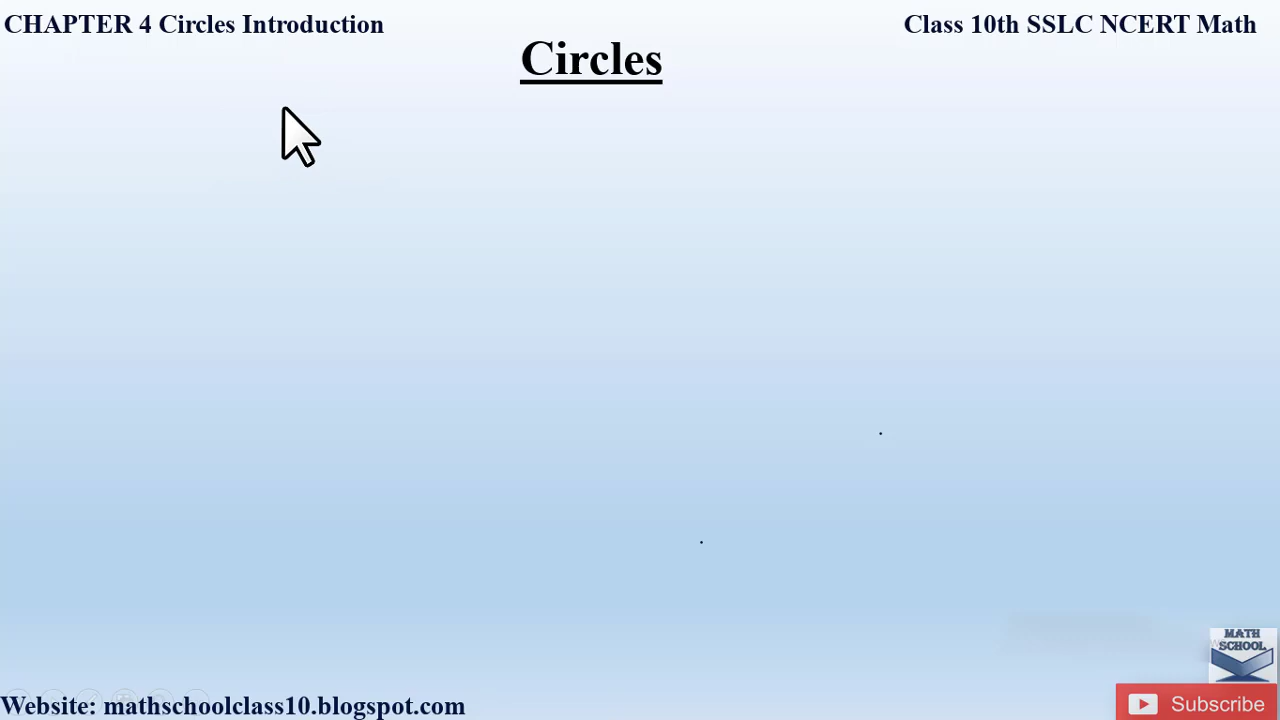 CHAPTER 4 Circles Introduction
Class 10th SSLC NCERT Math
Circles
MATH
SCHOOL
Website: mathschoolclass10.blogspot.com
Subscribe